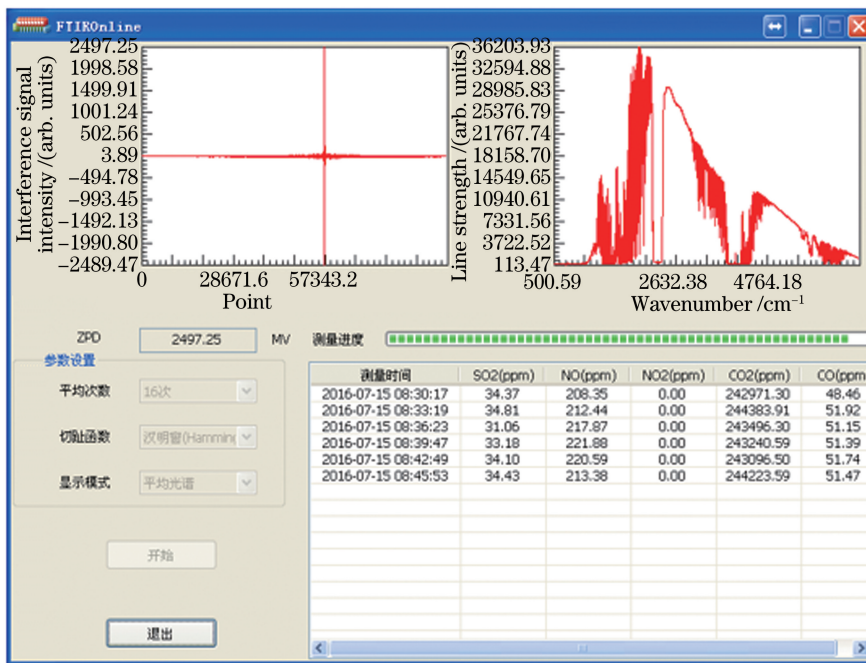 FTIROnline
Interference signal
intensity /(arb. units)
2497.25
1998.58
1499.91
1001.24
502.56
3.89
−494.78
−993.45
−1492.13
−1990.80
−2489.47
0 28671.6 57343.2
Point
Line strength /(arb. units)
36203.93
32594.88
28985.83
25376.79
21767.74
18158.70
14549.65
10940.61
7331.56
3722.52
113.47
500.59 2632.38 4764.18
Wavenumber /cm⁻¹
ZPD 2497.25 MV 测量进度
参数设置
平均次数 16次
切趾函数 汉明窗(Hamming
显示模式 平均光谱
开始
退出
测量时间 SO2(ppm) NO(ppm) NO2(ppm) CO2(ppm) CO(ppm
2016-07-15 08:30:17 34.37 208.35 0.00 242971.30 48.46
2016-07-15 08:33:19 34.81 212.44 0.00 244383.91 51.92
2016-07-15 08:36:23 31.06 217.87 0.00 243496.30 51.15
2016-07-15 08:39:47 33.18 221.88 0.00 243240.59 51.39
2016-07-15 08:42:49 34.10 220.59 0.00 243096.50 51.74
2016-07-15 08:45:53 34.43 213.38 0.00 244223.59 51.47